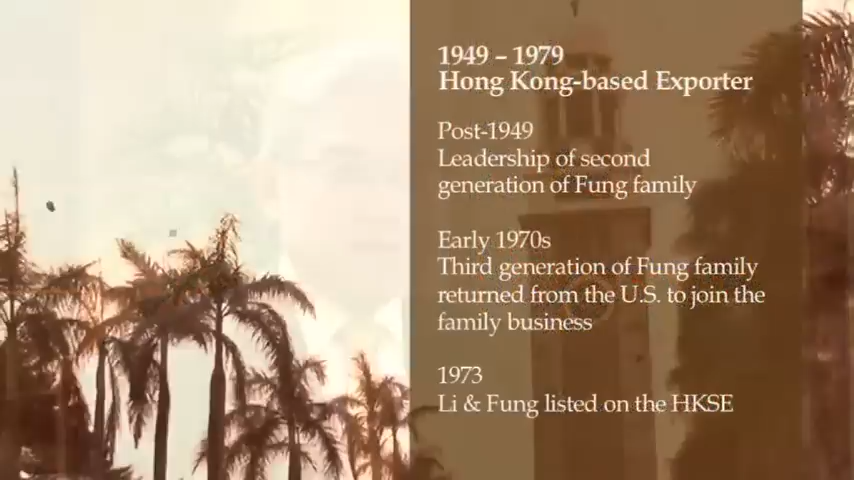 1949 – 1979
Hong Kong-based Exporter
Post-1949
Leadership of second
generation of Fung family
Early 1970s
Third generation of Fung family
returned from the U.S. to join the
family business
1973
Li & Fung listed on the HKSE